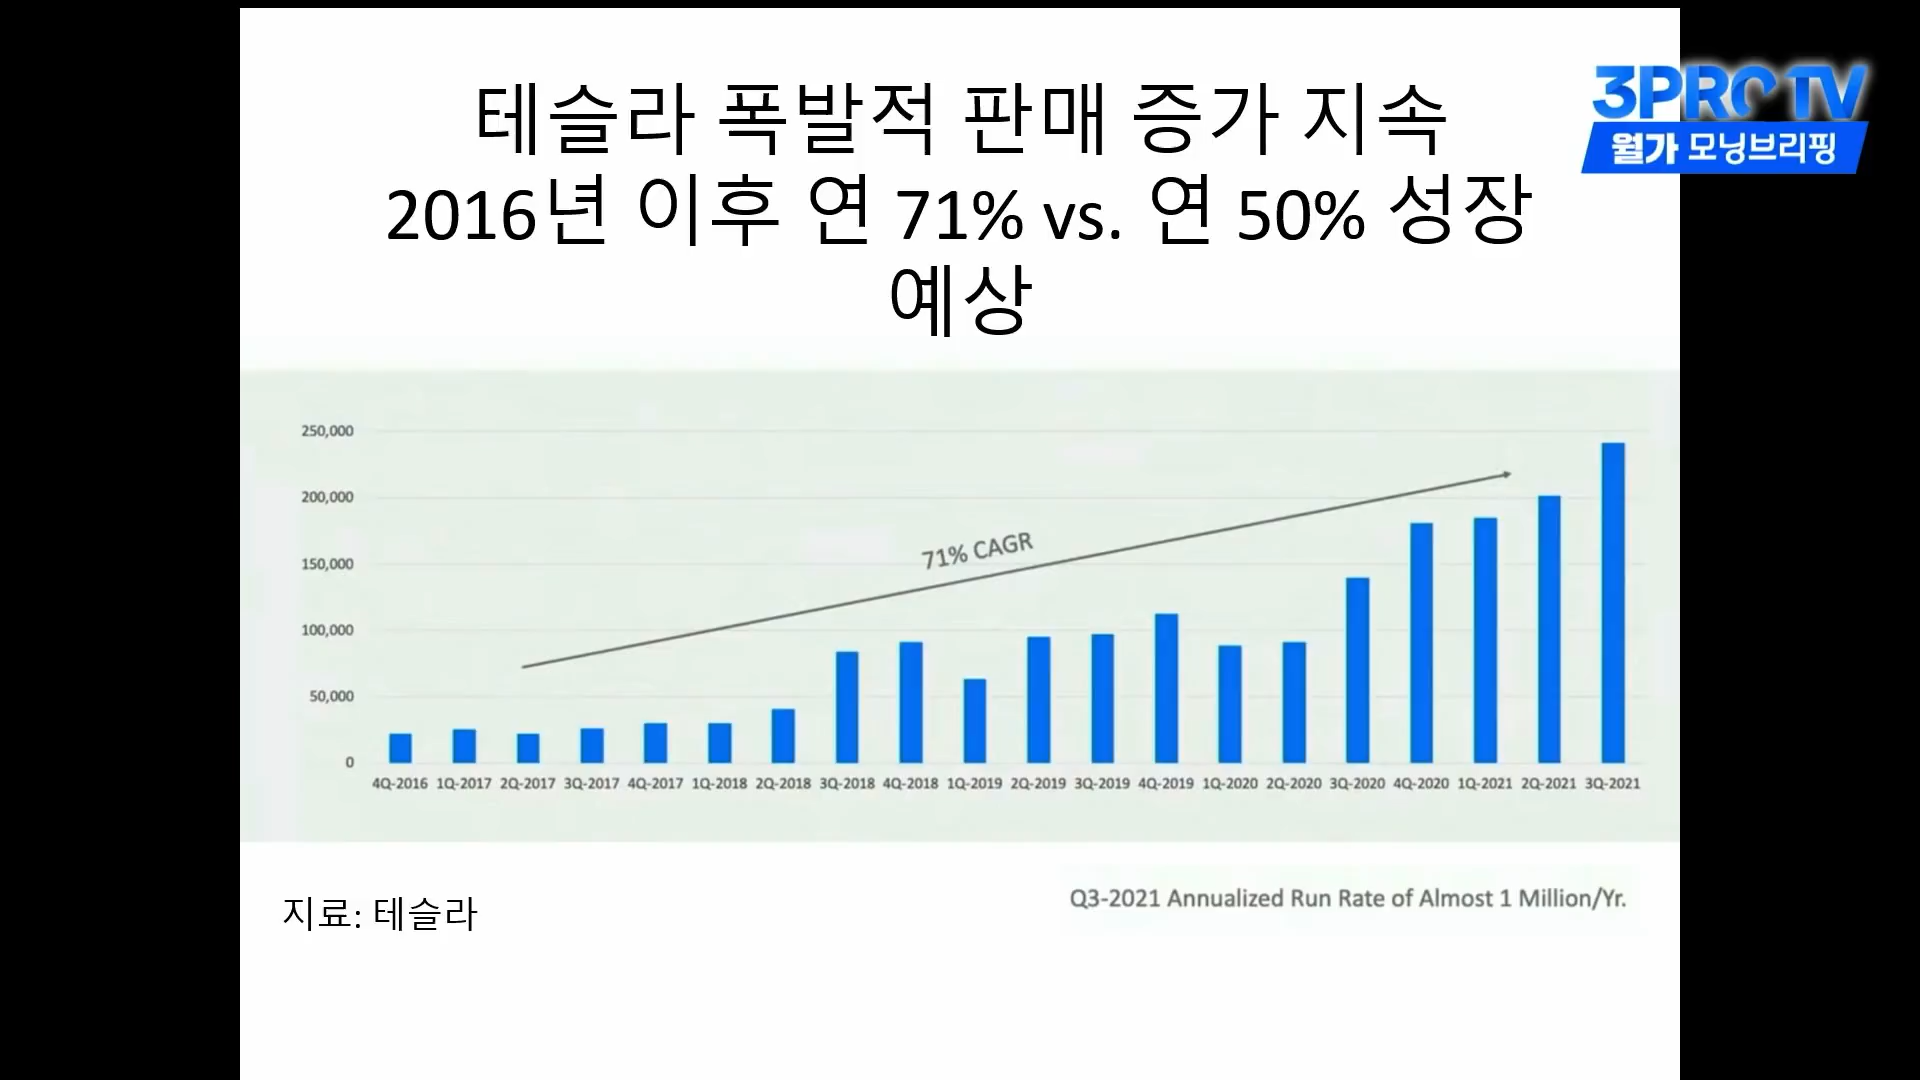 테슬라 폭발적 판매 증가 지속
2016년 이후 연 71% vs. 연 50% 성장
예상
3PRO TV
월가 모닝브리핑
250,000
200,000
150,000
100,000
50,000
0
71% CAGR
4Q-2016 1Q-2017 2Q-2017 3Q-2017 4Q-2017 1Q-2018 2Q-2018 3Q-2018 4Q-2018 1Q-2019 2Q-2019 3Q-2019 4Q-2019 1Q-2020 2Q-2020 3Q-2020 4Q-2020 1Q-2021 2Q-2021 3Q-2021
지료: 테슬라
Q3-2021 Annualized Run Rate of Almost 1 Million/Yr.